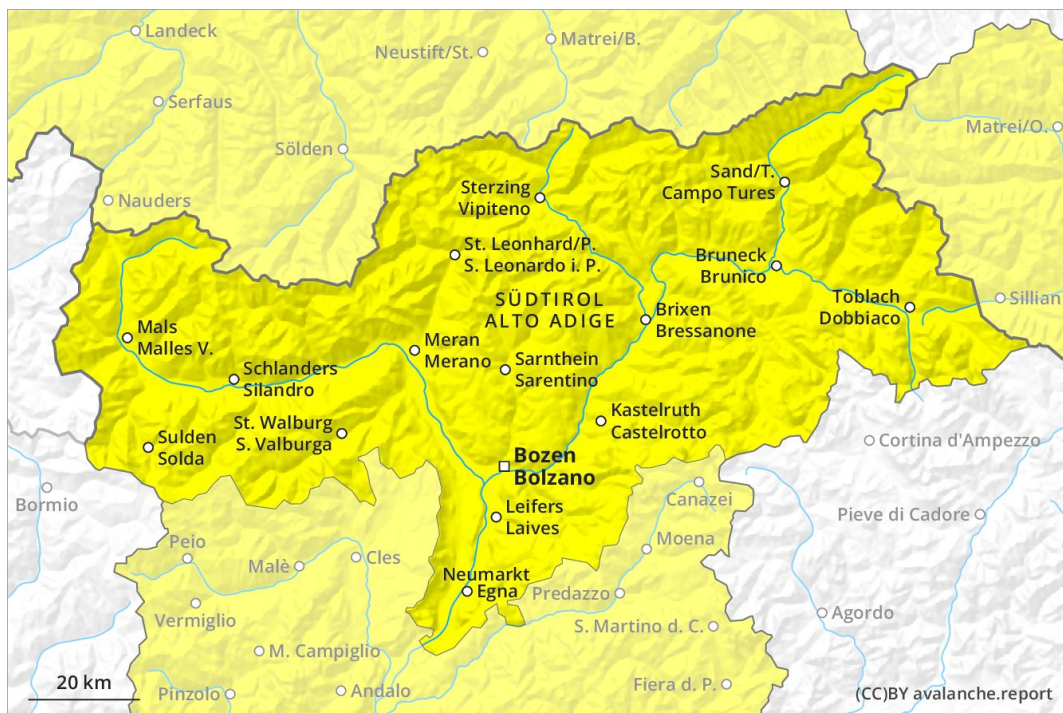 Landeck
Neustift/St.
Matrei/B.
Serfaus
Matrei/O.
Sölden
Sand/T.
Campo Tures
Sterzing
Vipiteno
Nauders
St. Leonhard/P.
S. Leonardo i. P.
Bruneck
Brunico
SÜDTIROL
ALTO ADIGE
Toblach
Dobbiaco
Sillian
Brixen
Bressanone
Mals
Malles V.
Meran
Merano
Schlanders
Silandro
Sarnthein
Sarentino
Kastelruth
Castelrotto
St. Walburg
S. Valburga
Sulden
Solda
Cortina d'Ampezzo
Bozen
Bolzano
Bormio
Canazei
Leifers
Laives
Pieve di Cadore
Peio
Malè
Cles
Moena
Neumarkt
Egna
Predazzo
Vermiglio
Agordo
S. Martino d. C.
M. Campiglio
20 km
Pinzolo
Andalo
Fiera d. P.
(CC)BY avalanche.report